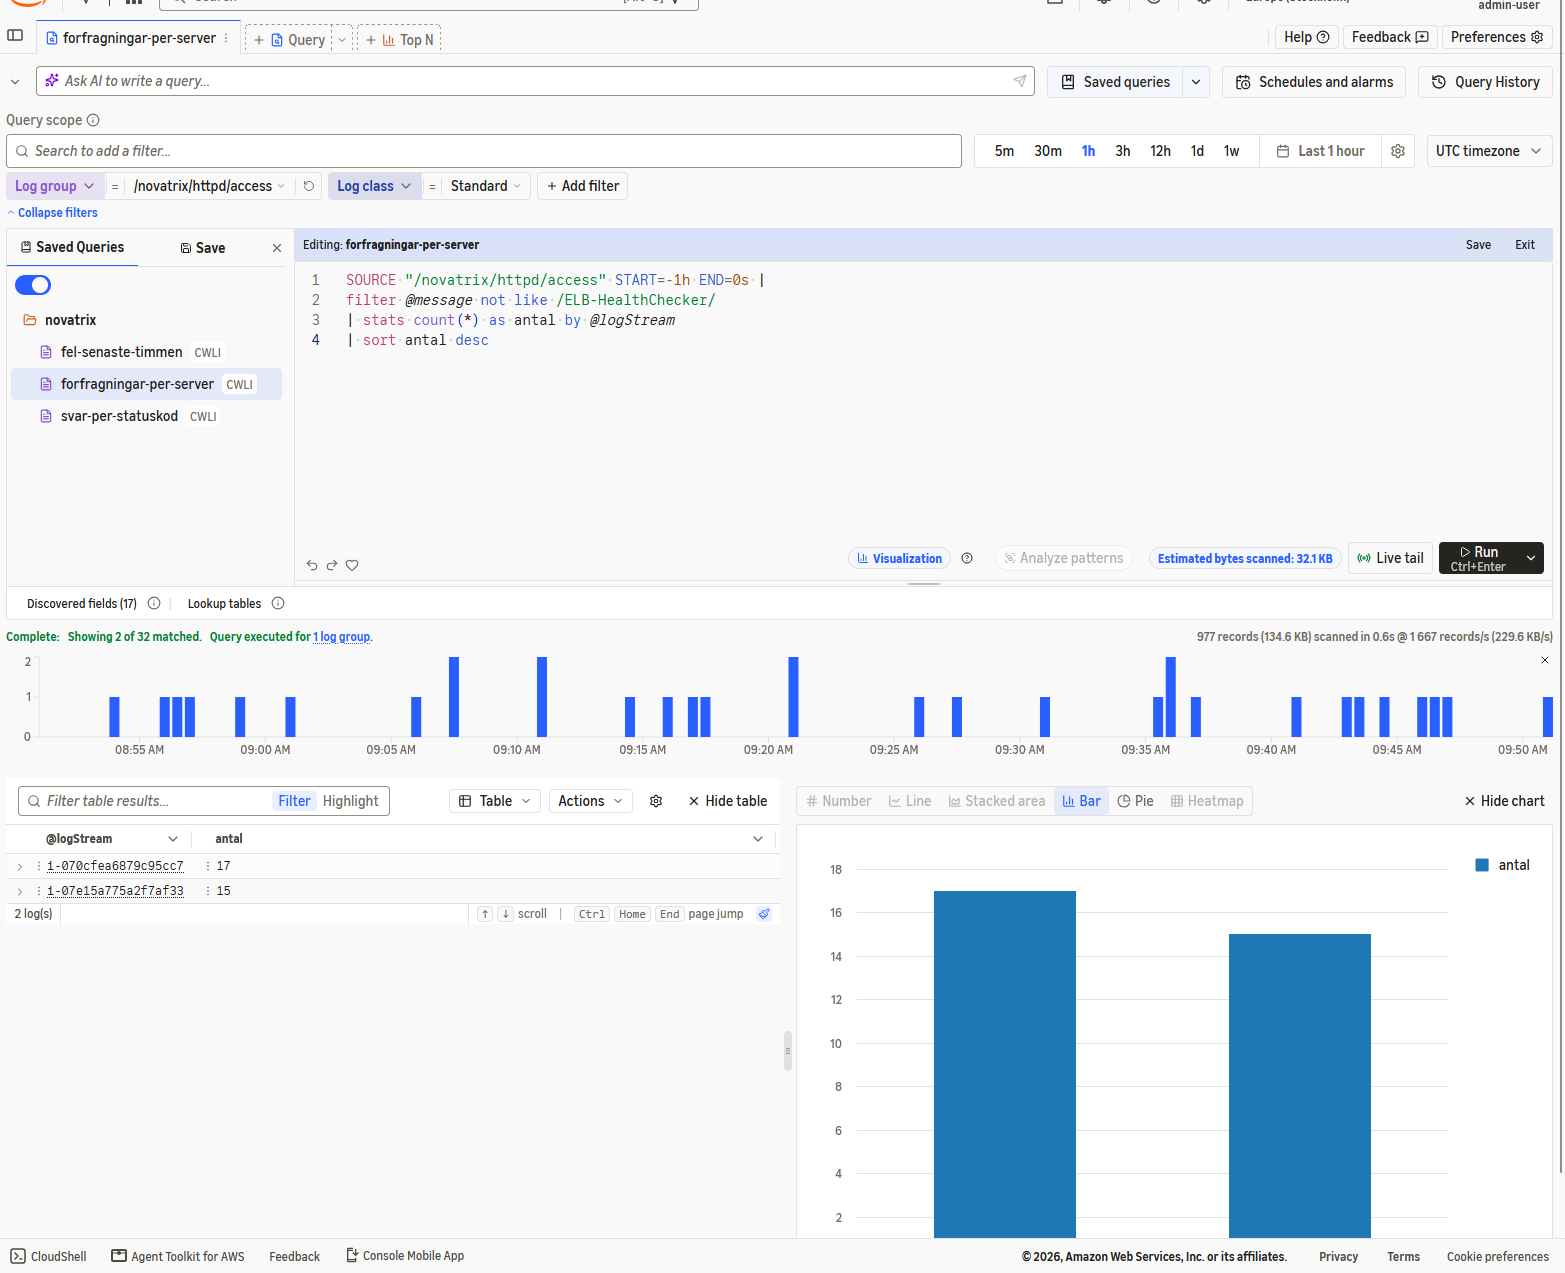 admin-user
forfragningar-per-server
Query
Top N
Help
Feedback
Preferences
Ask AI to write a query...
Saved queries
Schedules and alarms
Query History
Query scope
Search to add a filter...
5m 30m 1h 3h 12h 1d 1w
Last 1 hour
UTC timezone
Log group = /novatrix/httpd/access
Log class = Standard
+ Add filter
Collapse filters
Saved Queries
Save
Editing: forfragningar-per-server
Save
Exit
novatrix
fel-senaste-timmen CWLI
forfragningar-per-server CWLI
svar-per-statuskod CWLI
1 SOURCE "/novatrix/httpd/access" START=-1h END=0s |
2 filter @message not like /ELB-HealthChecker/
3 | stats count(*) as antal by @logStream
4 | sort antal desc
Visualization
Analyze patterns
Estimated bytes scanned: 32.1 KB
Live tail
Run
Ctrl+Enter
Discovered fields (17)
Lookup tables
Complete: Showing 2 of 32 matched. Query executed for 1 log group.
977 records (134.6 KB) scanned in 0.6s @ 1 667 records/s (229.6 KB/s)
2
1
0
08:55 AM 09:00 AM 09:05 AM 09:10 AM 09:15 AM 09:20 AM 09:25 AM 09:30 AM 09:35 AM 09:40 AM 09:45 AM 09:50 AM
Filter table results...
Filter
Highlight
Table
Actions
Hide table
@logStream antal
i-070cfea6879c95cc7 17
i-07e15a775a2f7af33 15
2 log(s)
↑ ↓ scroll | Ctrl Home End page jump
Number
Line
Stacked area
Bar
Pie
Heatmap
Hide chart
antal
18
16
14
12
10
8
6
4
2
CloudShell
Agent Toolkit for AWS
Feedback
Console Mobile App
© 2026, Amazon Web Services, Inc. or its affiliates.
Privacy
Terms
Cookie preferences